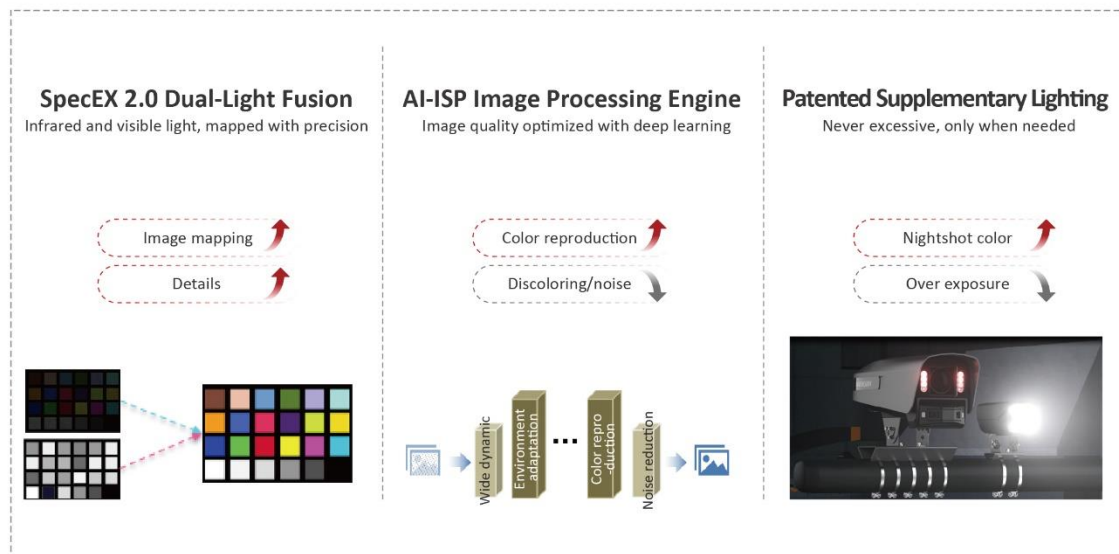 SpecEX 2.0 Dual-Light Fusion
Infrared and visible light, mapped with precision
Image mapping
Details
AI-ISP Image Processing Engine
Image quality optimized with deep learning
Color reproduction
Discoloring/noise
Wide dynamic
Environment
adaptation
...
Color repro
-duction
Noise reduction
Patented Supplementary Lighting
Never excessive, only when needed
Nightshot color
Over exposure